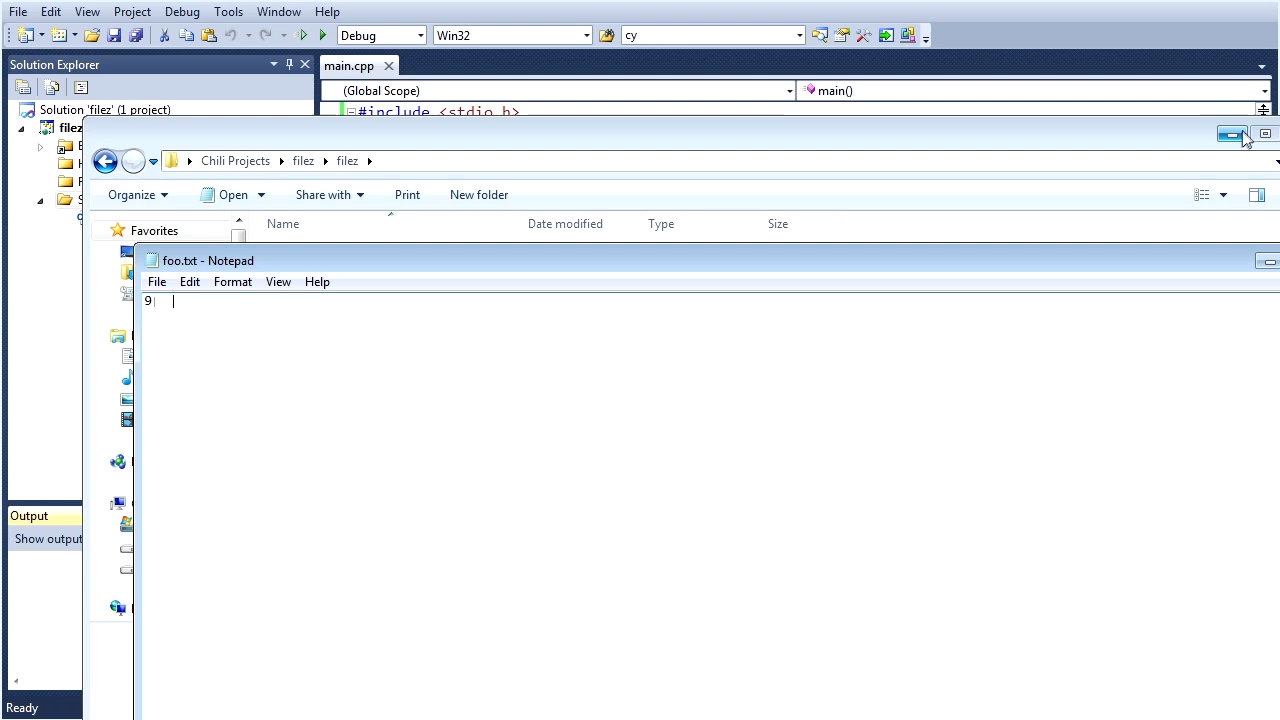 File Edit View Project Debug Tools Window Help
Debug Win32 cy
Solution Explorer
main.cpp
(Global Scope) main()
Solution 'filez' (1 project)
#include <stdio.h>
filez
Chili Projects filez filez
Organize Open Share with Print New folder
Name Date modified Type Size
Favorites
foo.txt - Notepad
File Edit Format View Help
9
Output
Show output
Ready